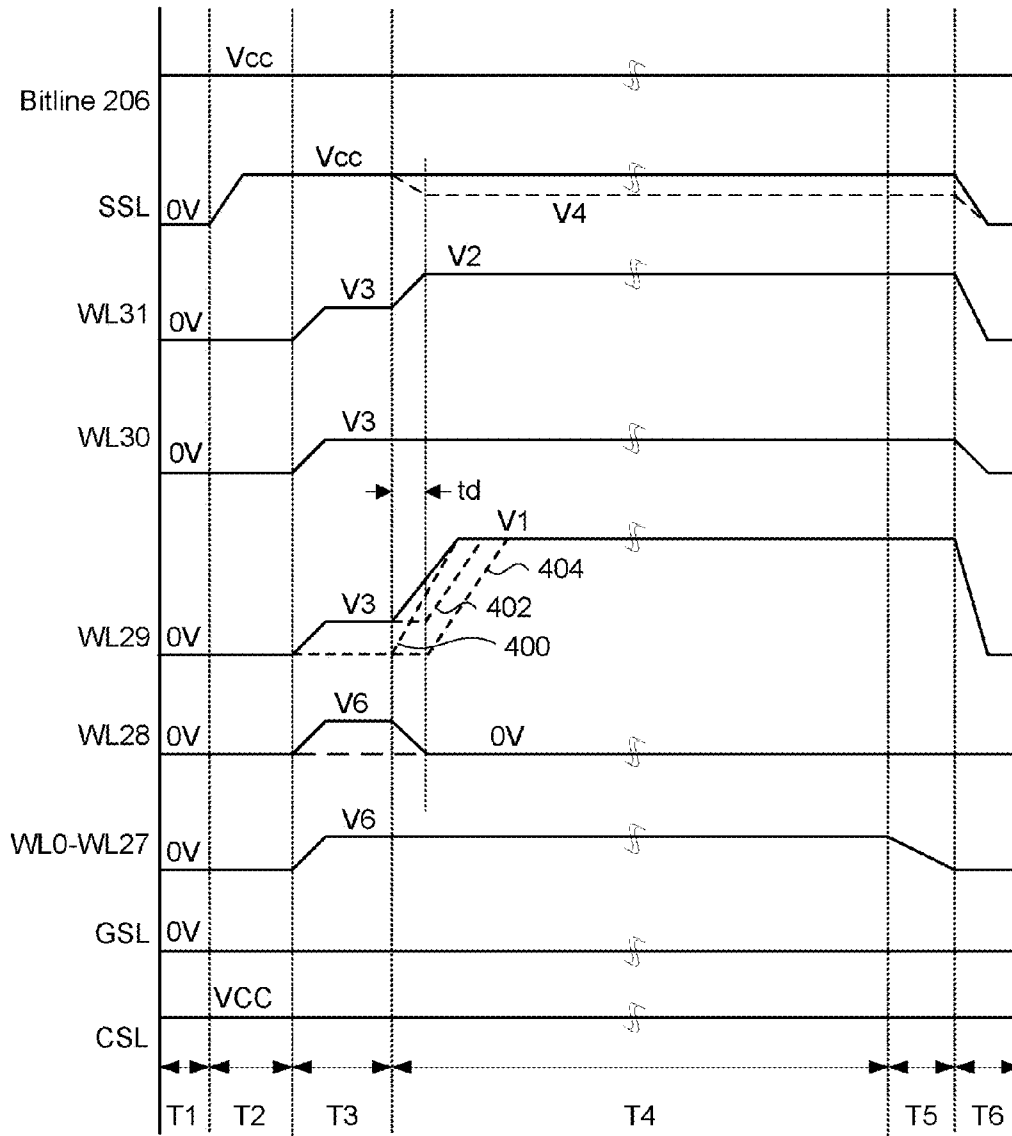 Vcc
Bitline 206
Vcc
SSL 0V
V4
V2
V3
WL31 0V
V3
WL30 0V
td
V1
404
V3
402
WL29 0V
400
V6
WL28 0V 0V
V6
WL0-WL27 0V
GSL 0V
VCC
CSL
T1 T2 T3 T4 T5 T6